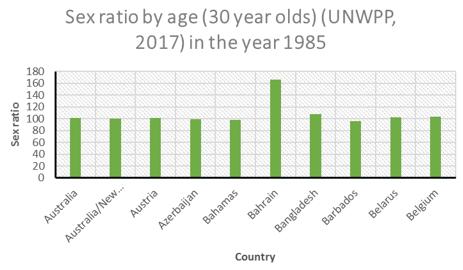 Sex ratio by age (30 year olds) (UNWPP,
2017) in the year 1985
Sex ratio
180
160
140
120
100
80
60
40
20
0
Australia
Australia/New...
Austria
Azerbaijan
Bahamas
Bahrain
Bangladesh
Barbados
Belarus
Belgium
Country